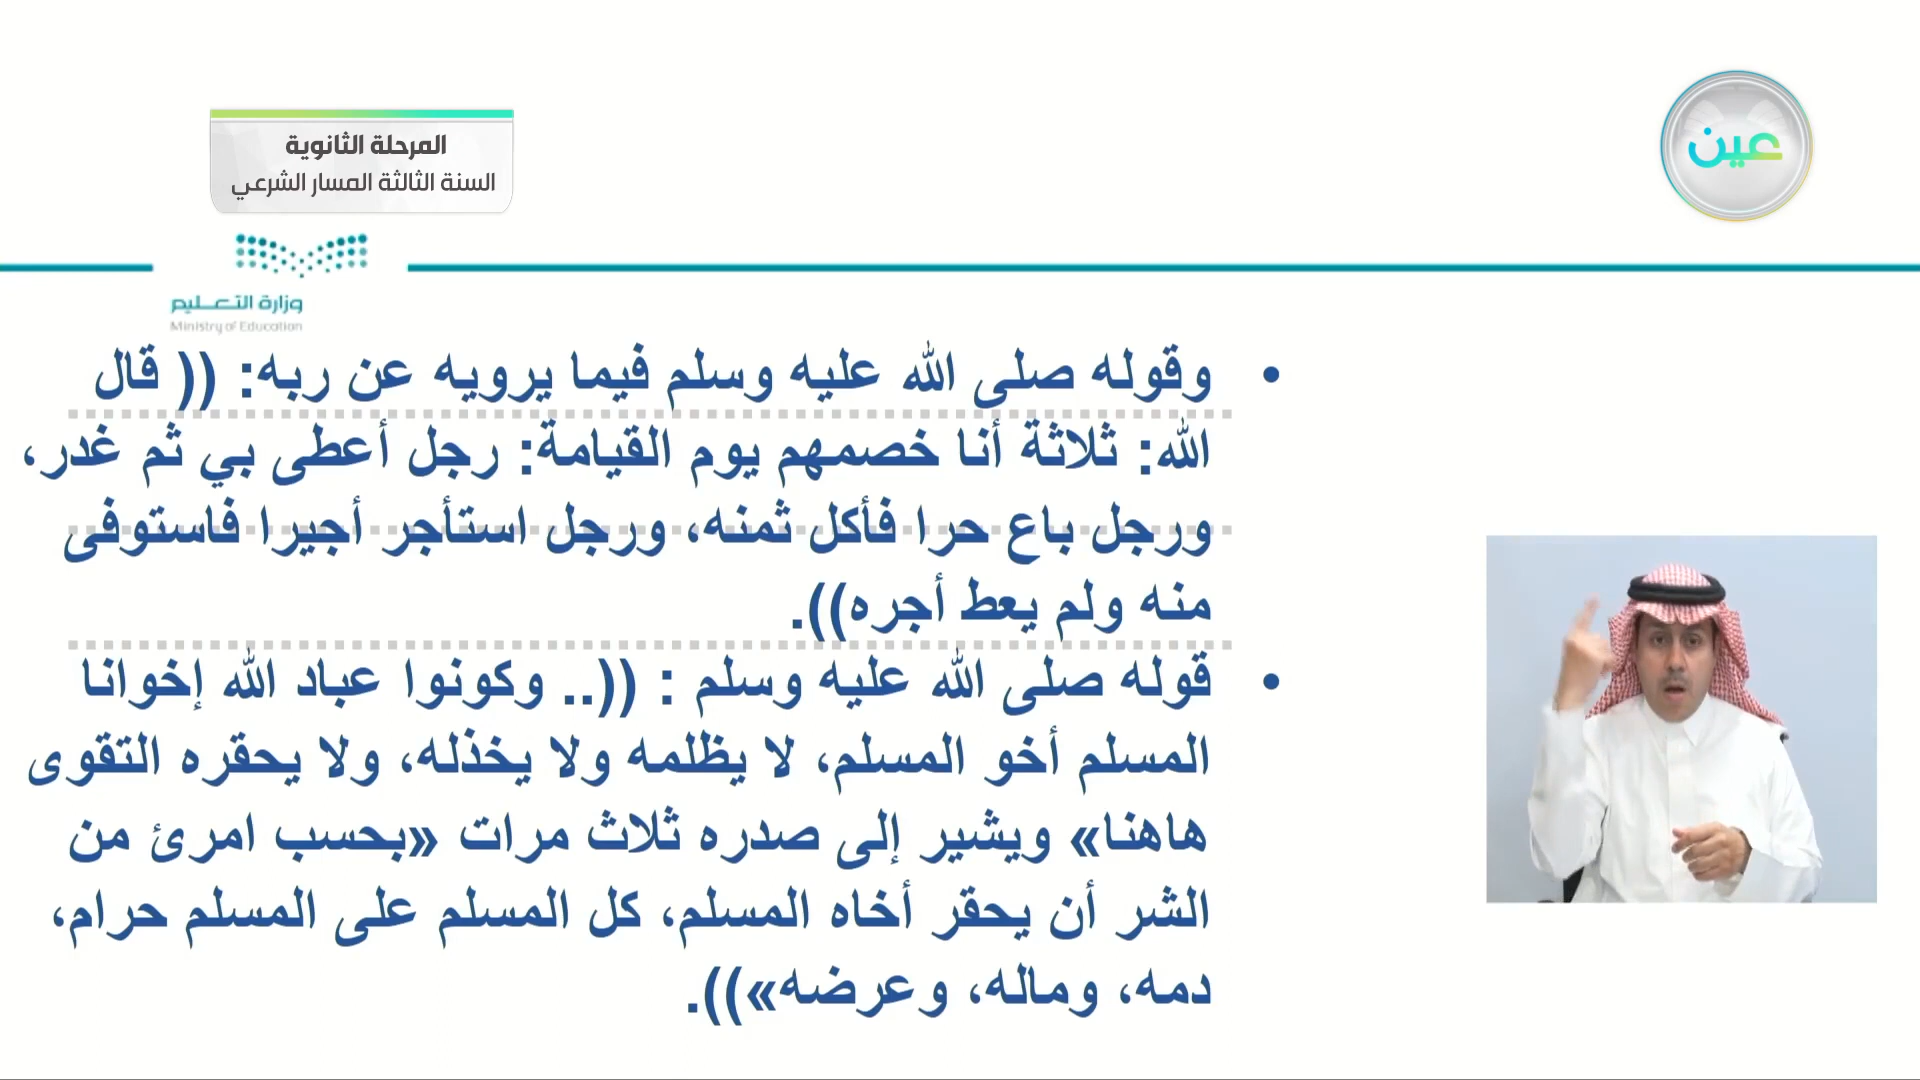 عين
المرحلة الثانوية
السنة الثالثة المسار الشرعي
وزارة التعليم
Ministry of Education
• وقوله صلى الله عليه وسلم فيما يرويه عن ربه: (( قال
الله: ثلاثة أنا خصمهم يوم القيامة: رجل أعطى بي ثم غدر،
ورجل باع حرا فأكل ثمنه، ورجل استأجر أجيرا فاستوفى
منه ولم يعط أجره)).
• قوله صلى الله عليه وسلم : ((.. وكونوا عباد الله إخوانا
المسلم أخو المسلم، لا يظلمه ولا يخذله، ولا يحقره التقوى
هاهنا» ويشير إلى صدره ثلاث مرات «بحسب امرئ من
الشر أن يحقر أخاه المسلم، كل المسلم على المسلم حرام،
دمه، وماله، وعرضه»)).